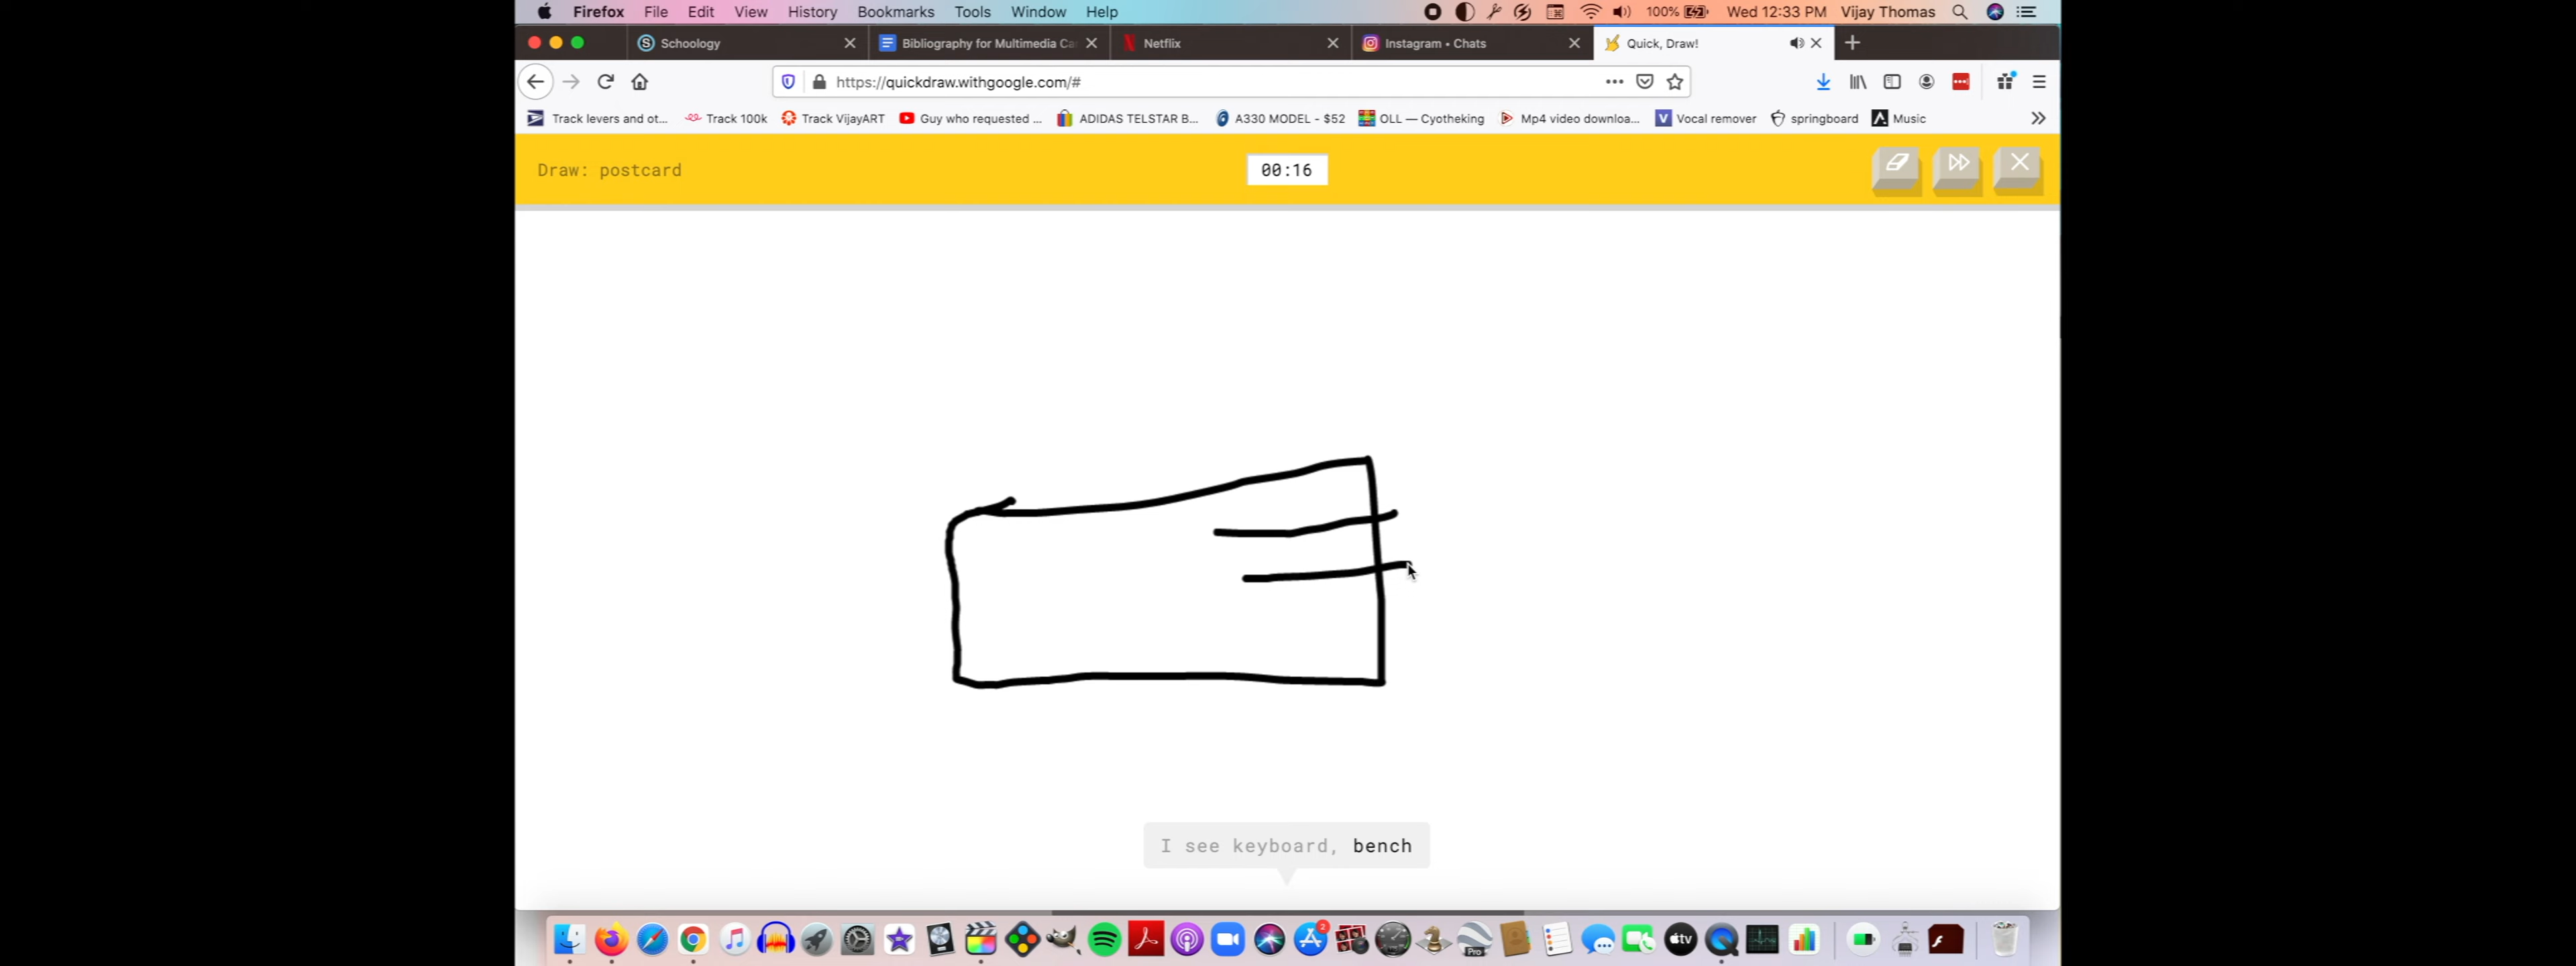 Firefox File Edit View History Bookmarks Tools Window Help 100% Wed 12:33 PM Vijay Thomas
Schoology Bibliography for Multimedia Ca Netflix Instagram • Chats Quick, Draw!
https://quickdraw.withgoogle.com/#
Track levers and ot... Track 100k Track VijayART Guy who requested ... ADIDAS TELSTAR B... A330 MODEL - $52 OLL — Cyotheking Mp4 video downloa... V Vocal remover springboard Music
Draw: postcard 00:16
I see keyboard, bench
2 Pro tv